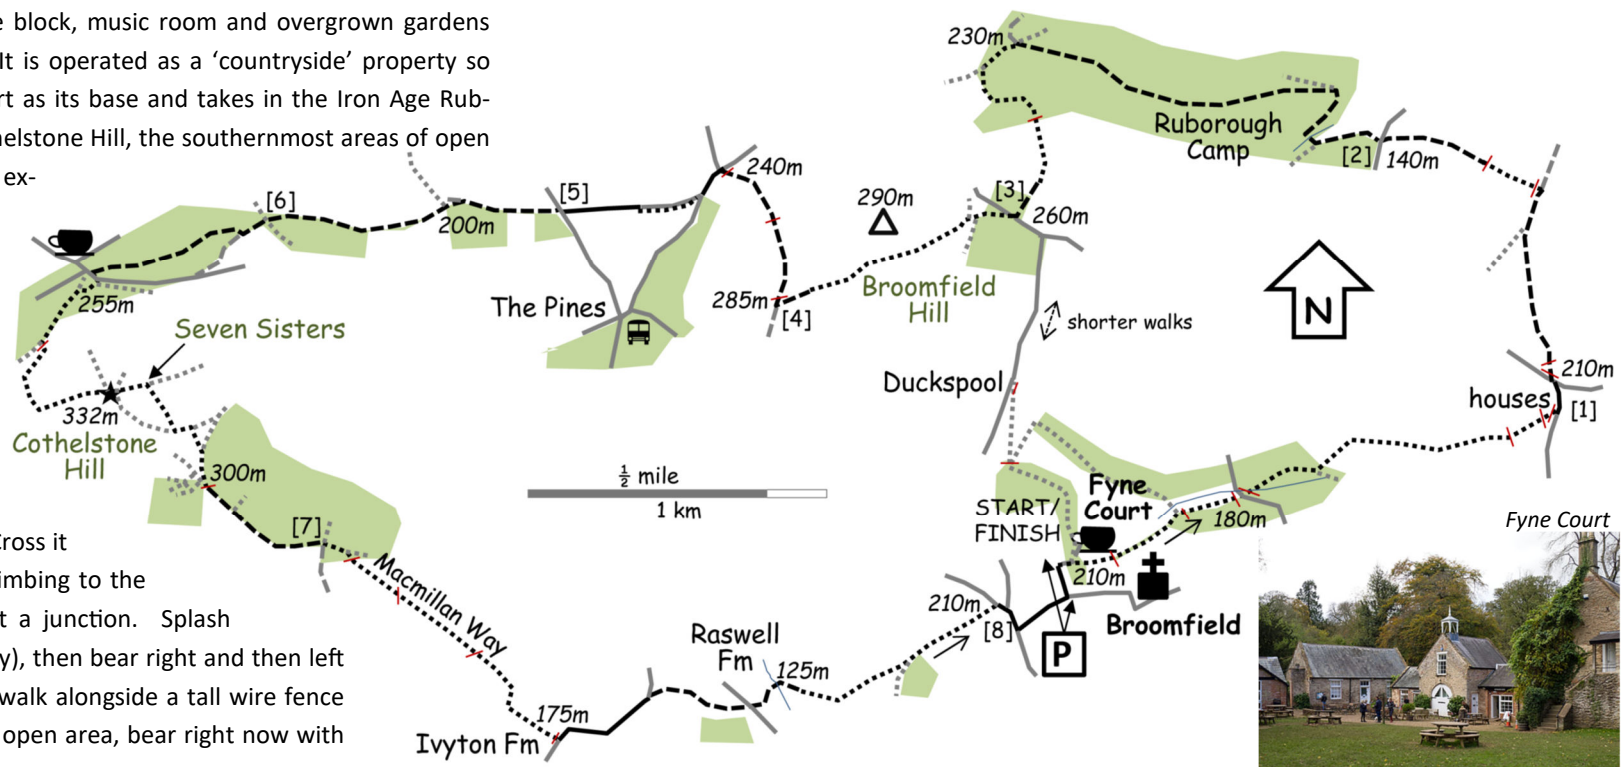 e block, music room and overgrown gardens
It is operated as a ‘countryside’ property so
rt as its base and takes in the Iron Age Rub-
helstone Hill, the southernmost areas of open
ex-
230m
Ruborough
Camp
[2]
140m
240m
[5]
[6]
200m
290m
[3]
260m
255m
The Pines
285m
[4]
Broomfield
Hill
N
shorter walks
Seven Sisters
Duckspool
210m
houses
[1]
332m
Cothelstone
Hill
300m
½ mile
1 km
START/
FINISH
Fyne
Court
180m
Fyne Court
[7]
Macmillan Way
210m
210m
[8]
Broomfield
P
Cross it
imbing to the
t a junction. Splash
y), then bear right and then left
walk alongside a tall wire fence
open area, bear right now with
Raswell
Fm
125m
175m
Ivyton Fm